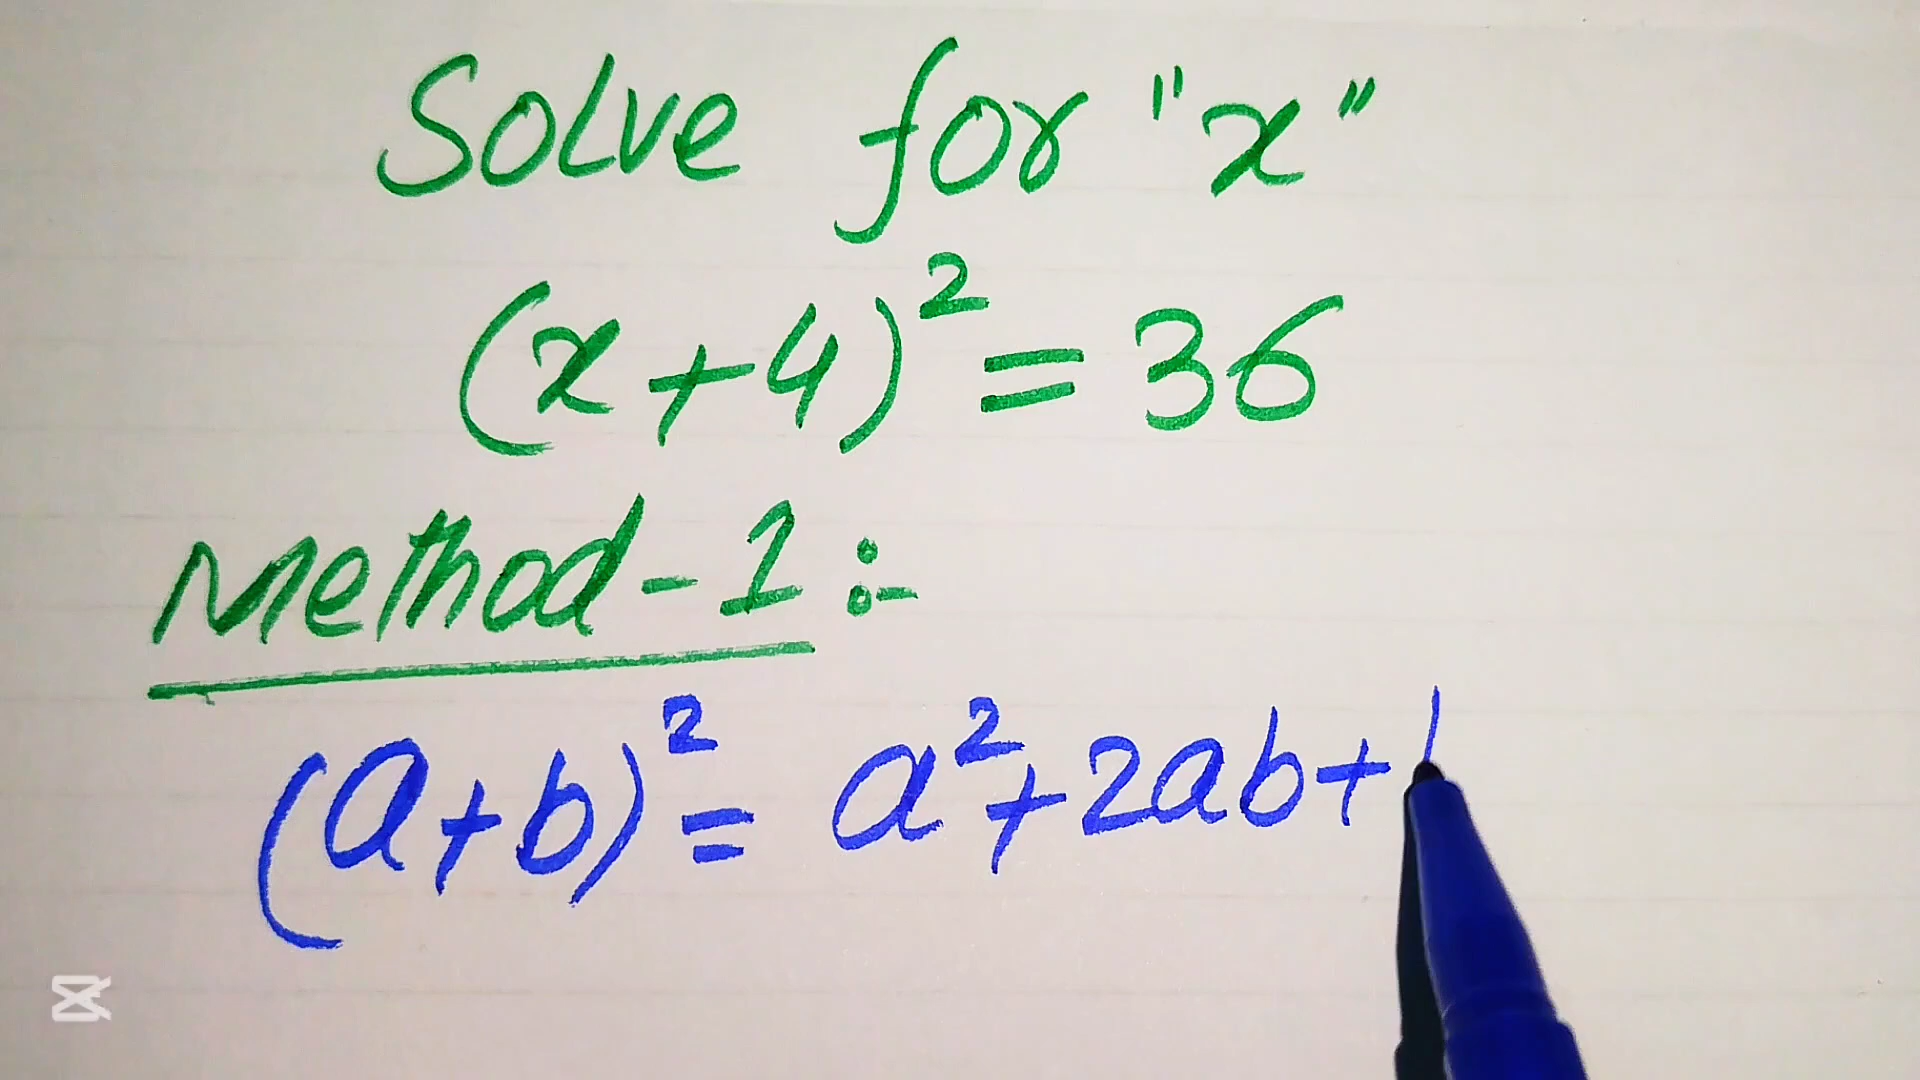 Solve for "x"
(x+4)² = 36
Method-1:-
(a+b)² = a²+2ab+